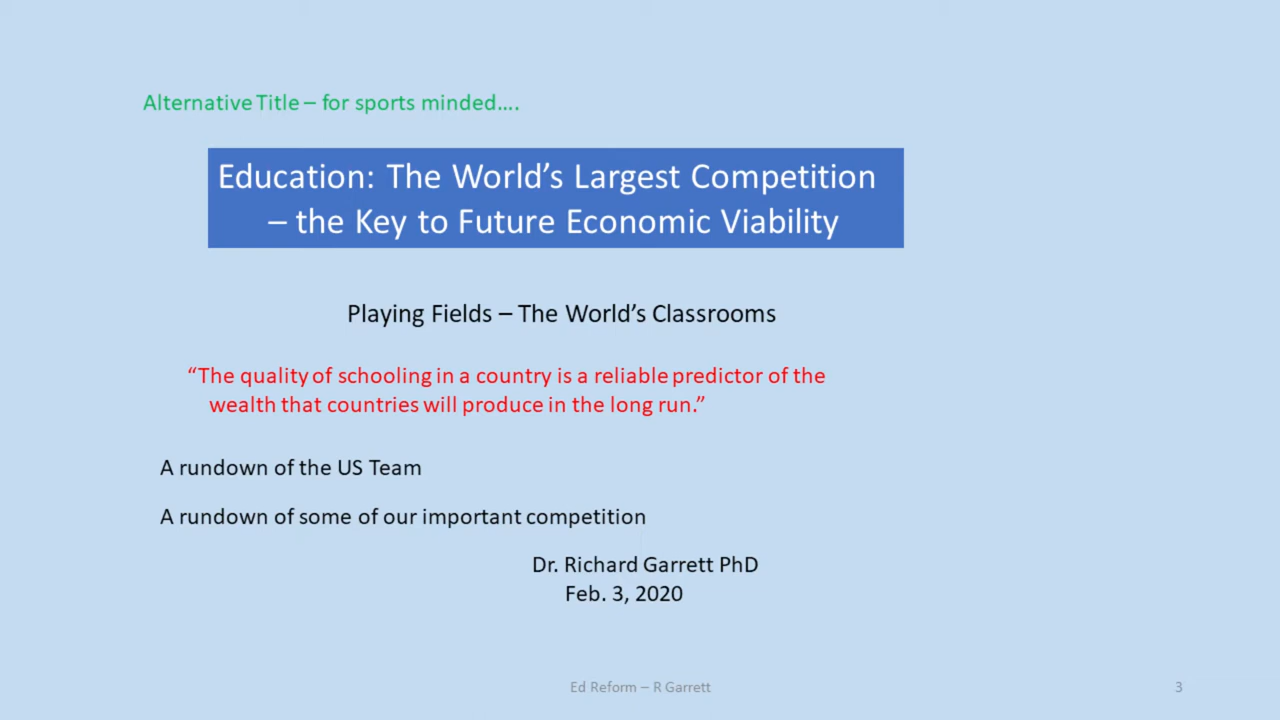 Alternative Title – for sports minded....
Education: The World's Largest Competition
– the Key to Future Economic Viability
Playing Fields – The World's Classrooms
“The quality of schooling in a country is a reliable predictor of the
wealth that countries will produce in the long run.”
A rundown of the US Team
A rundown of some of our important competition
Dr. Richard Garrett PhD
Feb. 3, 2020
Ed Reform – R Garrett
3